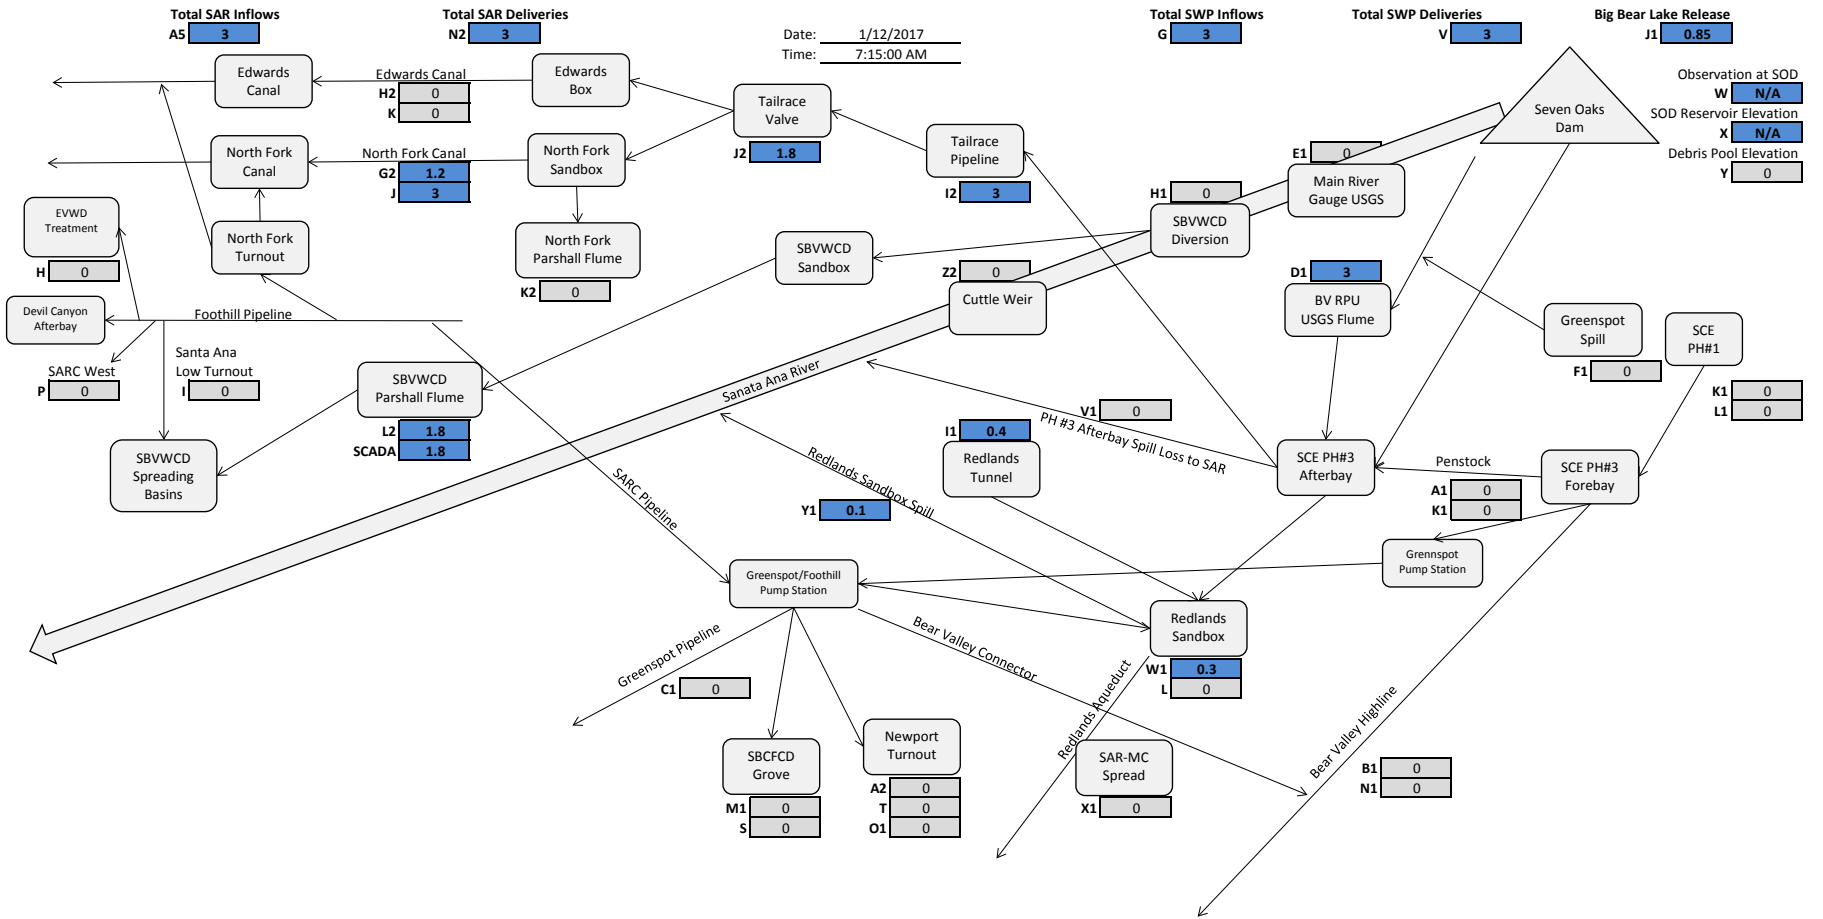 Total SAR Inflows
A5 3
Total SAR Deliveries
N2 3
Date: 1/12/2017
Time: 7:15:00 AM
Total SWP Inflows
G 3
Total SWP Deliveries
V 3
Big Bear Lake Release
J1 0.85
Edwards
Canal
Edwards Canal
H2 0
K 0
Edwards
Box
Tailrace
Valve
J2 1.8
Tailrace
Pipeline
I2 3
Seven Oaks
Dam
Observation at SOD
W N/A
SOD Reservoir Elevation
X N/A
Debris Pool Elevation
Y 0
North Fork
Canal
North Fork Canal
G2 1.2
J 3
North Fork
Sandbox
E1 0
Main River
Gauge USGS
H1 0
SBVWCD
Diversion
EVWD
Treatment
H 0
North Fork
Turnout
North Fork
Parshall Flume
K2 0
SBVWCD
Sandbox
Z2 0
Cuttle Weir
D1 3
BV RPU
USGS Flume
Greenspot
Spill
F1 0
SCE
PH#1
K1 0
L1 0
Devil Canyon
Afterbay
Foothill Pipeline
SARC West
P 0
Santa Ana
Low Turnout
I 0
SBVWCD
Parshall Flume
L2 1.8
SCADA 1.8
Sanata Ana River
V1 0
PH #3 Afterbay Spill Loss to SAR
SBVWCD
Spreading
Basins
SARC Pipeline
Redlands Sandbox Spill
Y1 0.1
I1 0.4
Redlands
Tunnel
SCE PH#3
Afterbay
Penstock
A1 0
K1 0
SCE PH#3
Forebay
Grennspot
Pump Station
Greenspot/Foothill
Pump Station
Redlands
Sandbox
W1 0.3
L 0
Greenspot Pipeline
C1 0
Bear Valley Connector
Redlands Aqueduct
Bear Valley Highline
SBCFCD
Grove
M1 0
S 0
Newport
Turnout
A2 0
T 0
O1 0
SAR-MC
Spread
X1 0
B1 0
N1 0